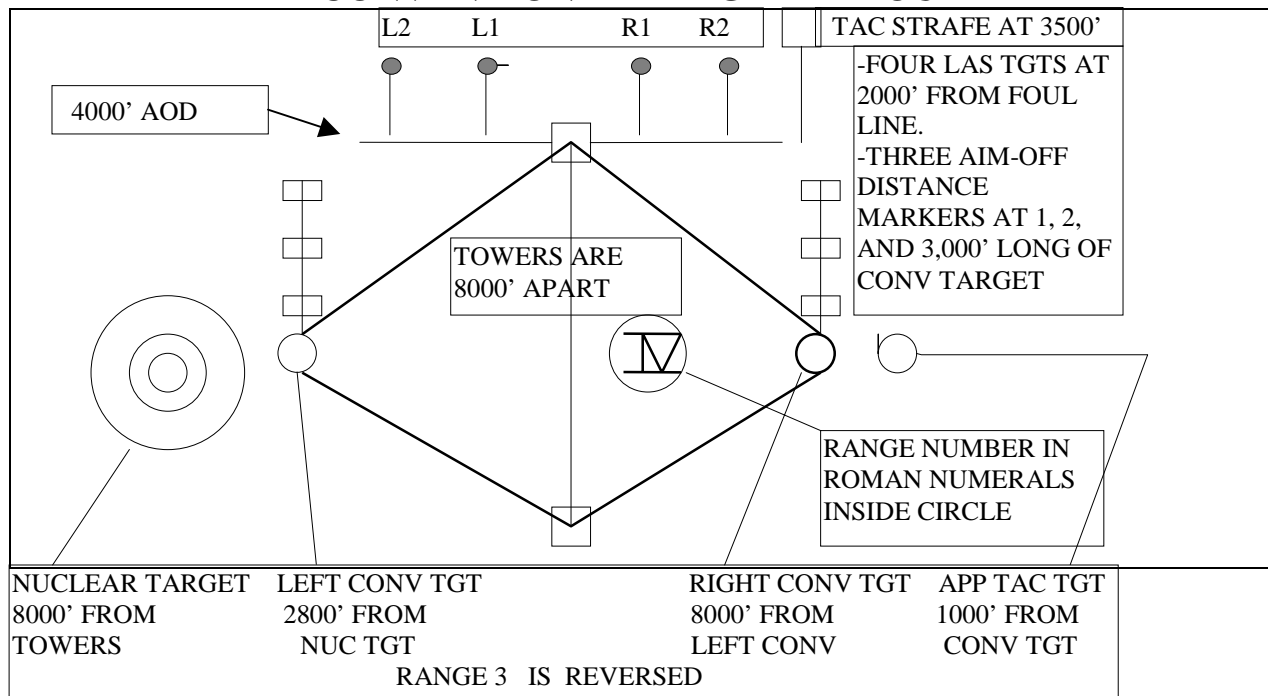 L2 L1 R1 R2
TAC STRAFE AT 3500’
-FOUR LAS TGTS AT
2000’ FROM FOUL
LINE.
-THREE AIM-OFF
DISTANCE
MARKERS AT 1, 2,
AND 3,000’ LONG OF
CONV TARGET
4000’ AOD
TOWERS ARE
8000’ APART
IV
RANGE NUMBER IN
ROMAN NUMERALS
INSIDE CIRCLE
NUCLEAR TARGET
8000’ FROM
TOWERS
LEFT CONV TGT
2800’ FROM
NUC TGT
RIGHT CONV TGT
8000’ FROM
LEFT CONV
APP TAC TGT
1000’ FROM
CONV TGT
RANGE 3 IS REVERSED